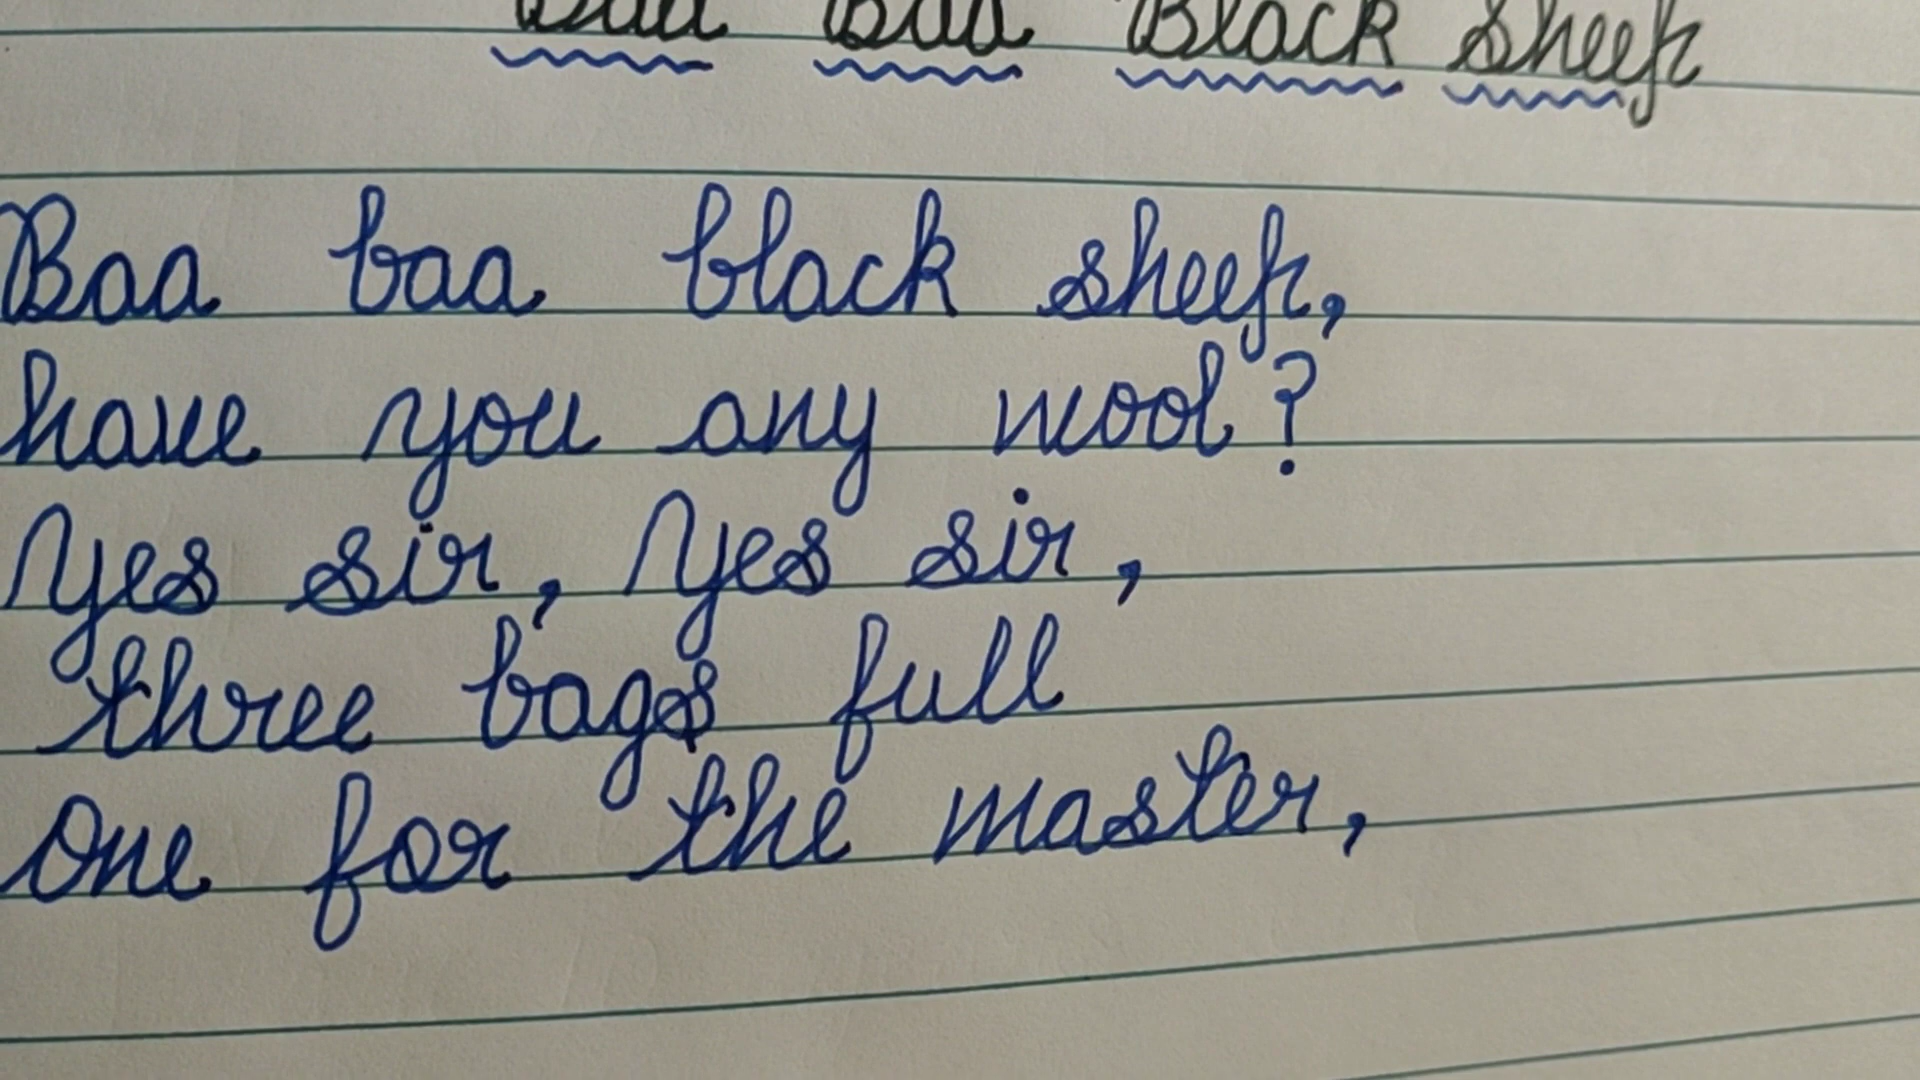 Baa Baa Black Sheep
Baa baa black sheep,
have you any wool?
Yes sir, Yes sir,
three bags full
One for the master,